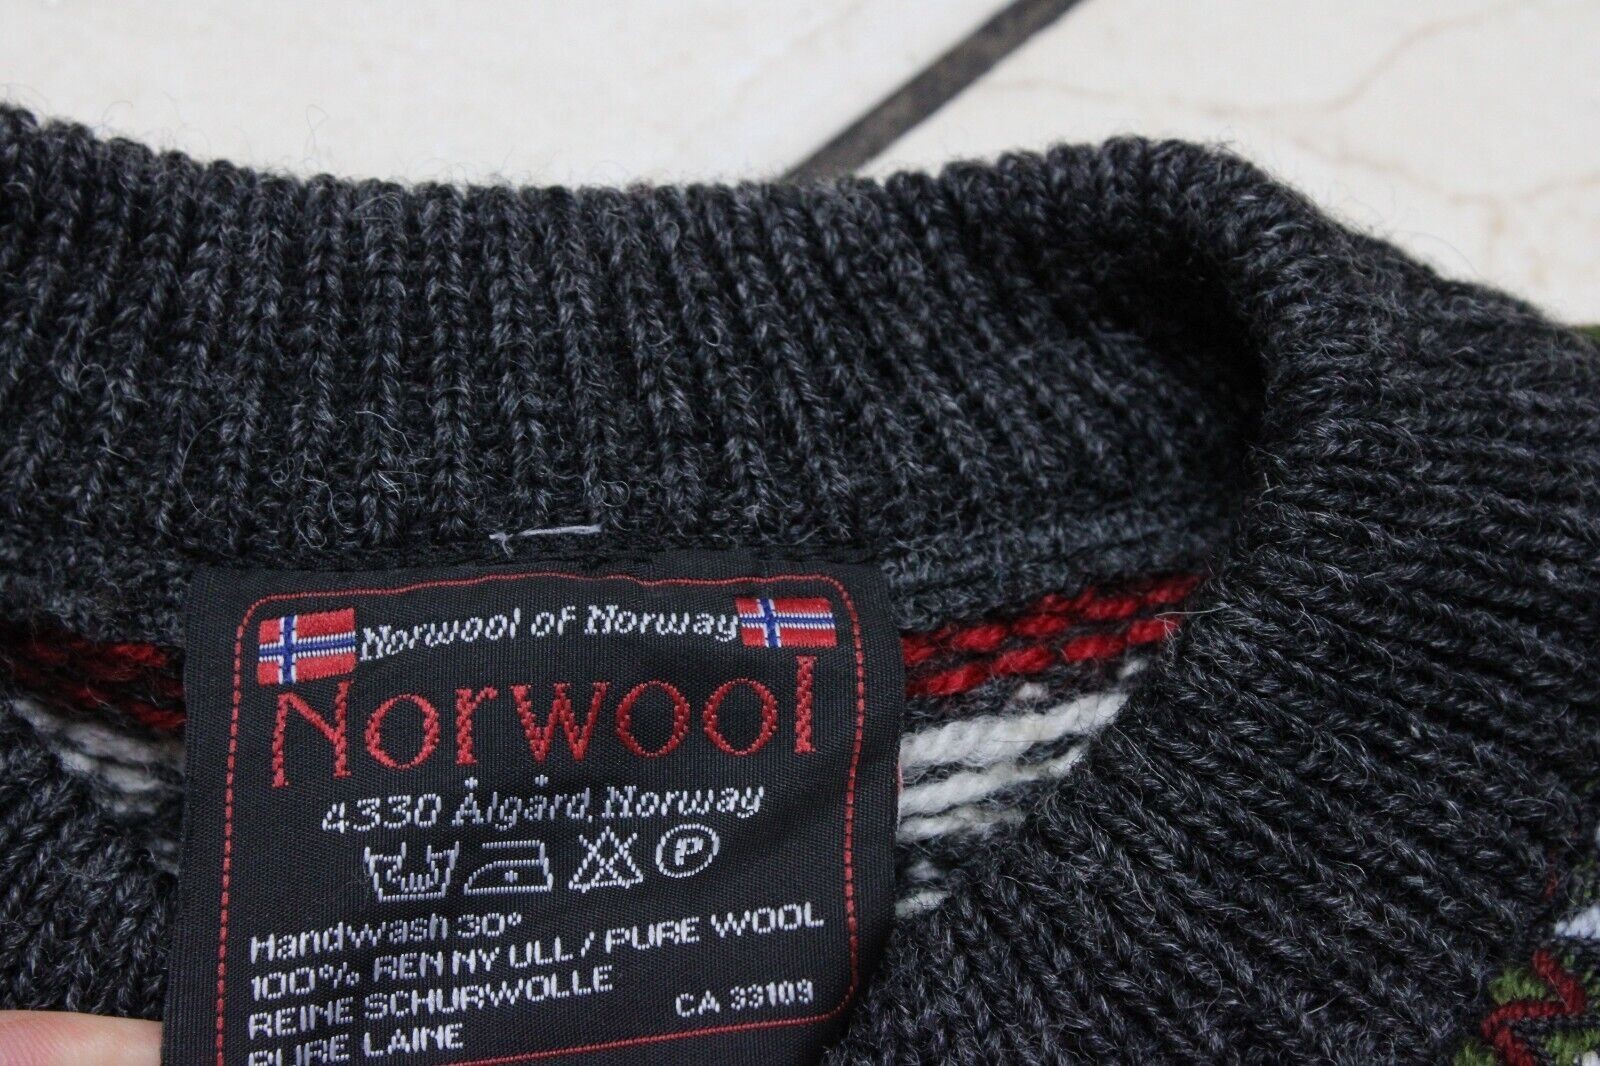 Norwool of Norway
Norwool
4330 Ålgård, Norway
P
Handwash 30°
100% REN NY ULL / PURE WOOL
REINE SCHURWOLLE
PURE LAINE
CA 33109